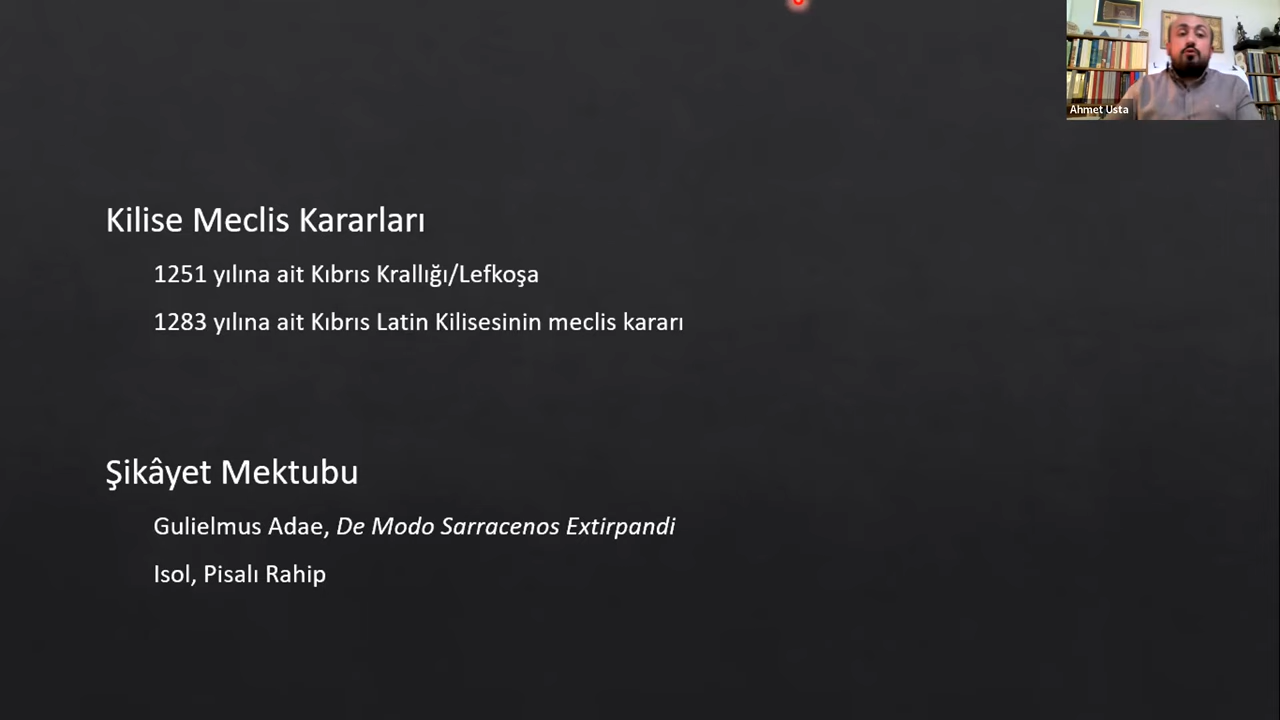 Ahmet Usta
Kilise Meclis Kararları
1251 yılına ait Kıbrıs Krallığı/Lefkoşa
1283 yılına ait Kıbrıs Latin Kilisesinin meclis kararı
Şikâyet Mektubu
Gulielmus Adae, De Modo Sarracenos Extirpandi
Isol, Pisalı Rahip